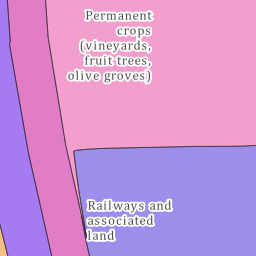 Permanent
crops
(vineyards,
fruit trees,
olive groves)
Railways and
associated
land